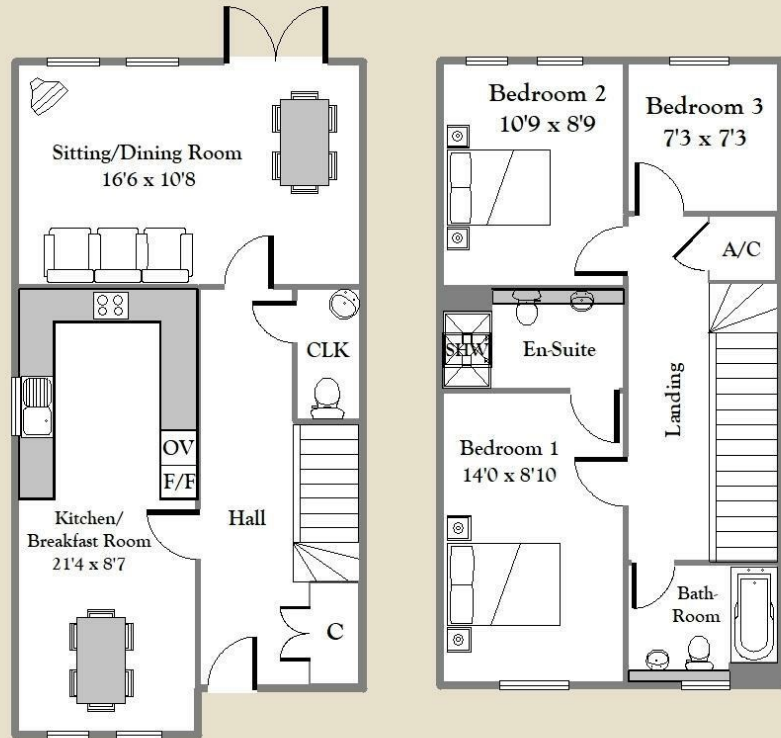 Sitting/Dining Room
16'6 x 10'8
CLK
OV
F/F
Kitchen/
Breakfast Room
21'4 x 8'7
Hall
C
Bedroom 2
10'9 x 8'9
Bedroom 3
7'3 x 7'3
A/C
SHW
En-Suite
Landing
Bedroom 1
14'0 x 8'10
Bath-
Room